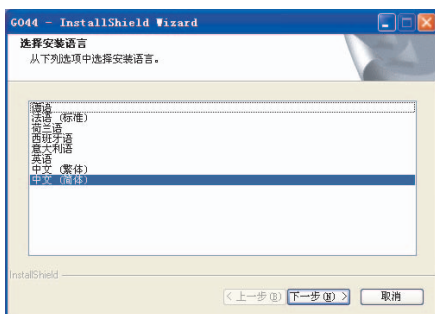 G044 - InstallShield Wizard
选择安装语言
从下列选项中选择安装语言。
德语
法语 (标准)
荷兰语
西班牙语
意大利语
英语
中文 (繁体)
中文 (简体)
InstallShield
< 上一步(B)
下一步(N) >
取消